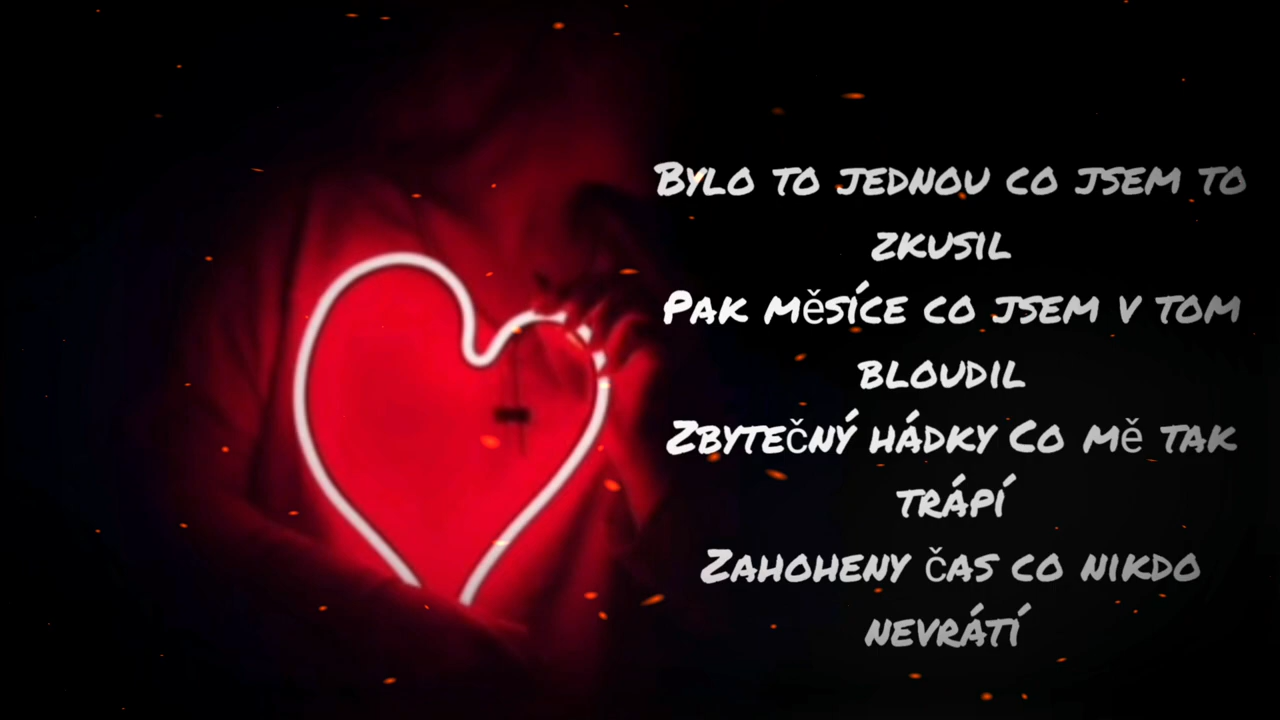 Bylo to jednou co jsem to
zkusil
Pak měsíce co jsem v tom
bloudil
Zbytečný hádky Co mě tak
trápí
Zahoheny čas co nikdo
nevrátí